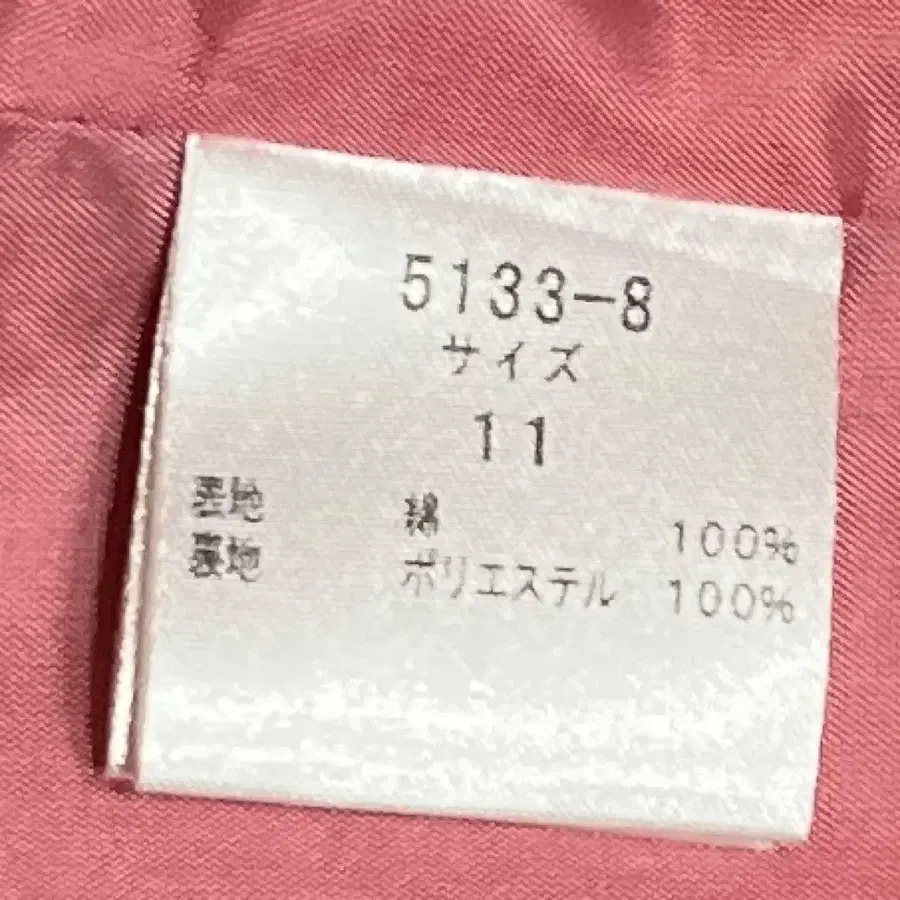 5133-8
サイズ
11
表地 綿 100%
裏地 ポリエステル 100%